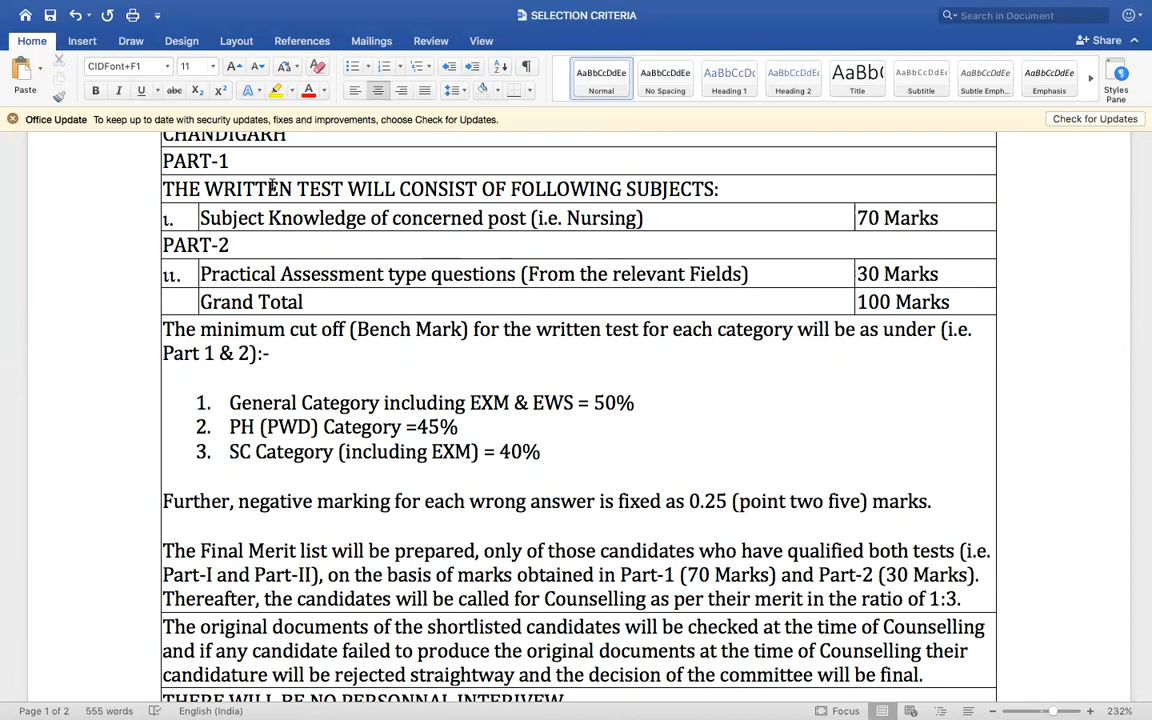 SELECTION CRITERIA
Search in Document
Home Insert Draw Design Layout References Mailings Review View
Share
Paste
CIDFont+F1 11
B I U abc X₂ X²
AaBbCcDdEe AaBbCcDdEe AaBbCcDc AaBbCcDdEe AaBbC AaBbCcDdEe AaBbCcDdEe AaBbCcDdEe
Normal No Spacing Heading 1 Heading 2 Title Subtitle Subtle Emph... Emphasis
Styles
Pane
Office Update To keep up to date with security updates, fixes and improvements, choose Check for Updates.
Check for Updates
CHANDIGARH
PART-1
THE WRITTEN TEST WILL CONSIST OF FOLLOWING SUBJECTS:
ι. Subject Knowledge of concerned post (i.e. Nursing) 70 Marks
PART-2
ιι. Practical Assessment type questions (From the relevant Fields) 30 Marks
Grand Total 100 Marks
The minimum cut off (Bench Mark) for the written test for each category will be as under (i.e.
Part 1 & 2):-
1. General Category including EXM & EWS = 50%
2. PH (PWD) Category =45%
3. SC Category (including EXM) = 40%
Further, negative marking for each wrong answer is fixed as 0.25 (point two five) marks.
The Final Merit list will be prepared, only of those candidates who have qualified both tests (i.e.
Part-I and Part-II), on the basis of marks obtained in Part-1 (70 Marks) and Part-2 (30 Marks).
Thereafter, the candidates will be called for Counselling as per their merit in the ratio of 1:3.
The original documents of the shortlisted candidates will be checked at the time of Counselling
and if any candidate failed to produce the original documents at the time of Counselling their
candidature will be rejected straightway and the decision of the committee will be final.
THERE WILL BE NO PERSONNAL INTERIVEW
Page 1 of 2 555 words English (India)
Focus
232%